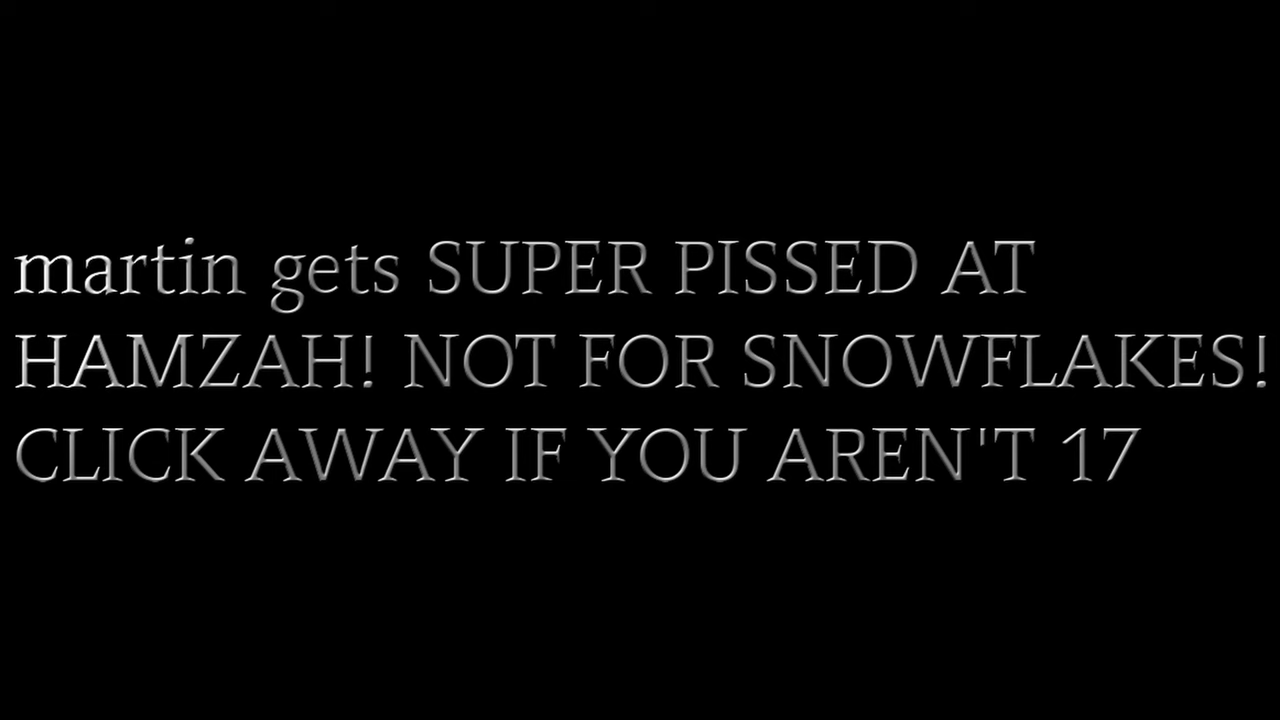 martin gets SUPER PISSED AT
HAMZAH! NOT FOR SNOWFLAKES!
CLICK AWAY IF YOU AREN'T 17